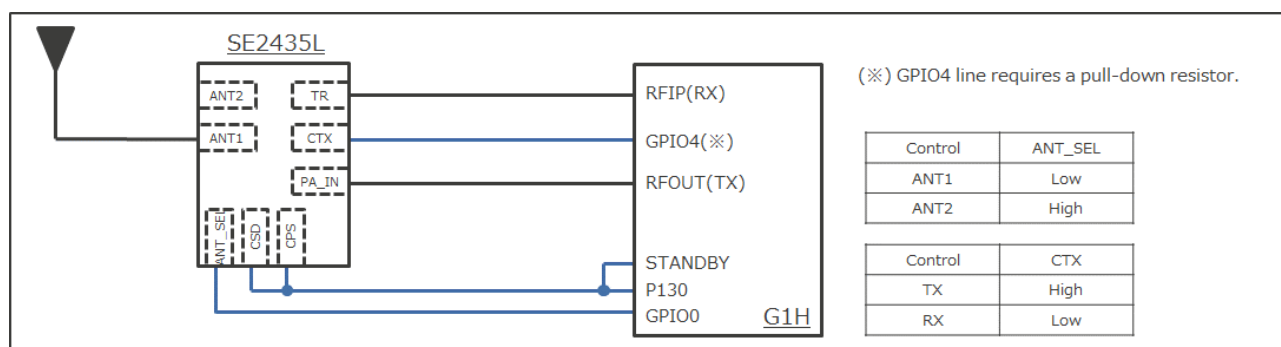 SE2435L
ANT2
TR
ANT1
CTX
PA_IN
ANT_SEL
CSD
CPS
RFIP(RX)
GPIO4(※)
RFOUT(TX)
STANDBY
P130
GPIO0
G1H
(※) GPIO4 line requires a pull-down resistor.
Control ANT_SEL
ANT1 Low
ANT2 High
Control CTX
TX High
RX Low